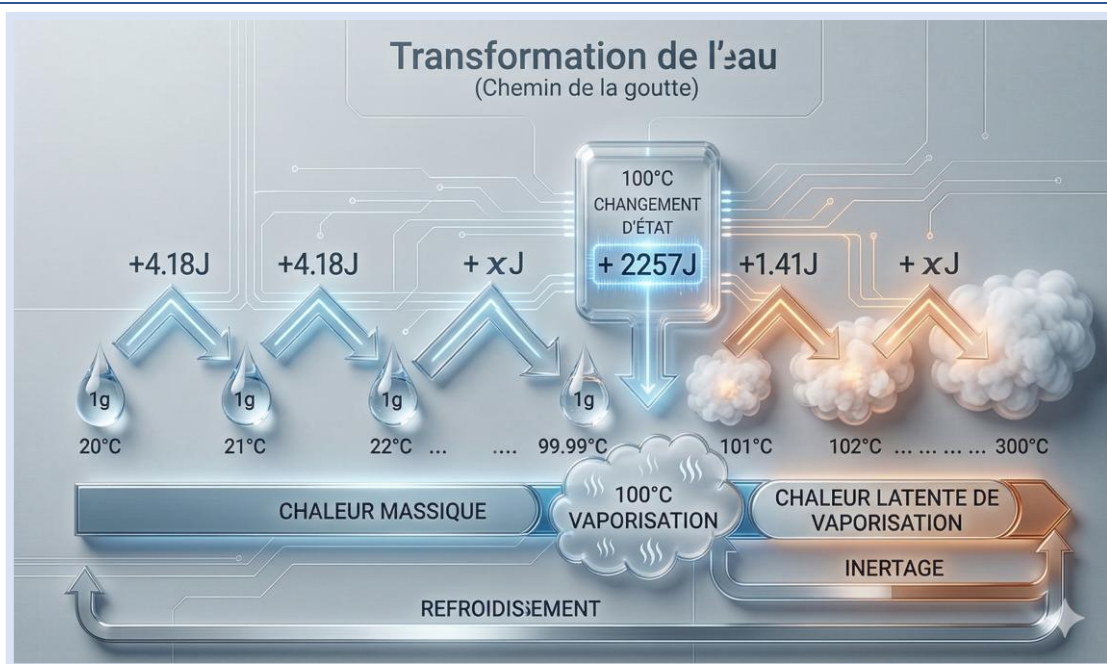 Transformation de l'eau
(Chemin de la goutte)
100°C
CHANGEMENT
D'ÉTAT
+ 2257J
+4.18J
+4.18J
+ xJ
+1.41J
+ xJ
1g
1g
1g
1g
20°C
21°C
22°C ...
....
99.99°C
101°C
102°C ... ... ... ... 300°C
CHALEUR MASSIQUE
100°C
VAPORISATION
CHALEUR LATENTE DE
VAPORISATION
INERTAGE
REFROIDISSEMENT